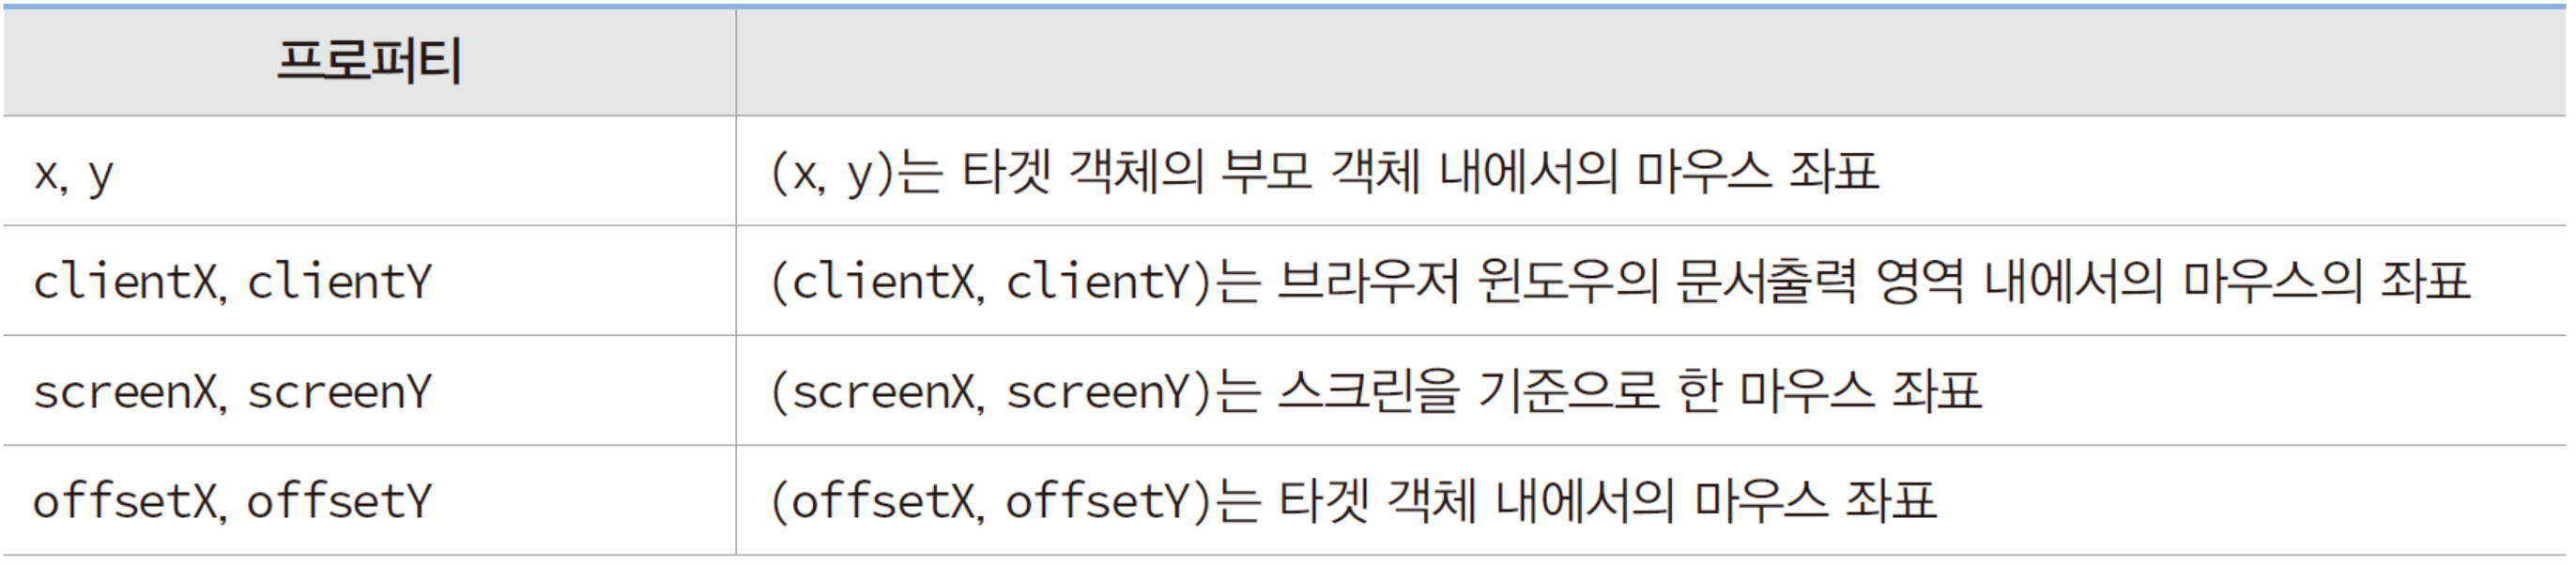 프로퍼티
x, y
(x, y)는 타겟 객체의 부모 객체 내에서의 마우스 좌표
clientX, clientY
(clientX, clientY)는 브라우저 윈도우의 문서출력 영역 내에서의 마우스의 좌표
screenX, screenY
(screenX, screenY)는 스크린을 기준으로 한 마우스 좌표
offsetX, offsetY
(offsetX, offsetY)는 타겟 객체 내에서의 마우스 좌표